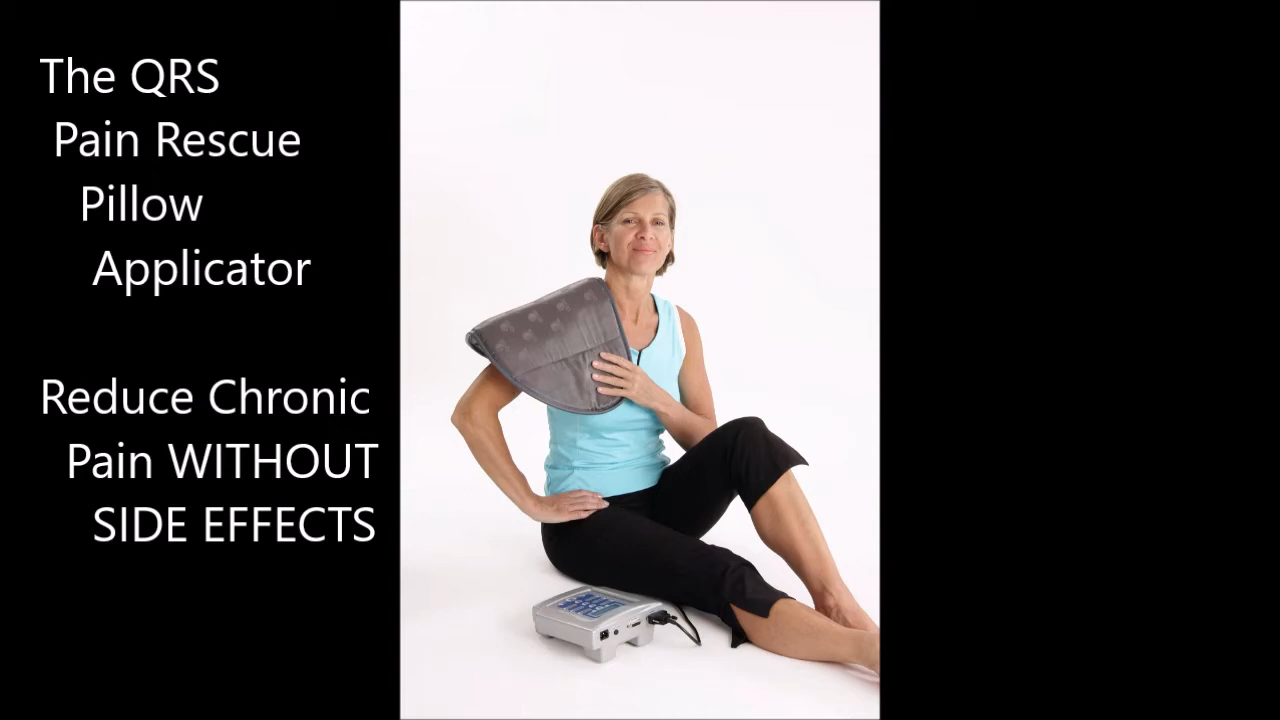 The QRS
Pain Rescue
Pillow
Applicator
Reduce Chronic
Pain WITHOUT
SIDE EFFECTS